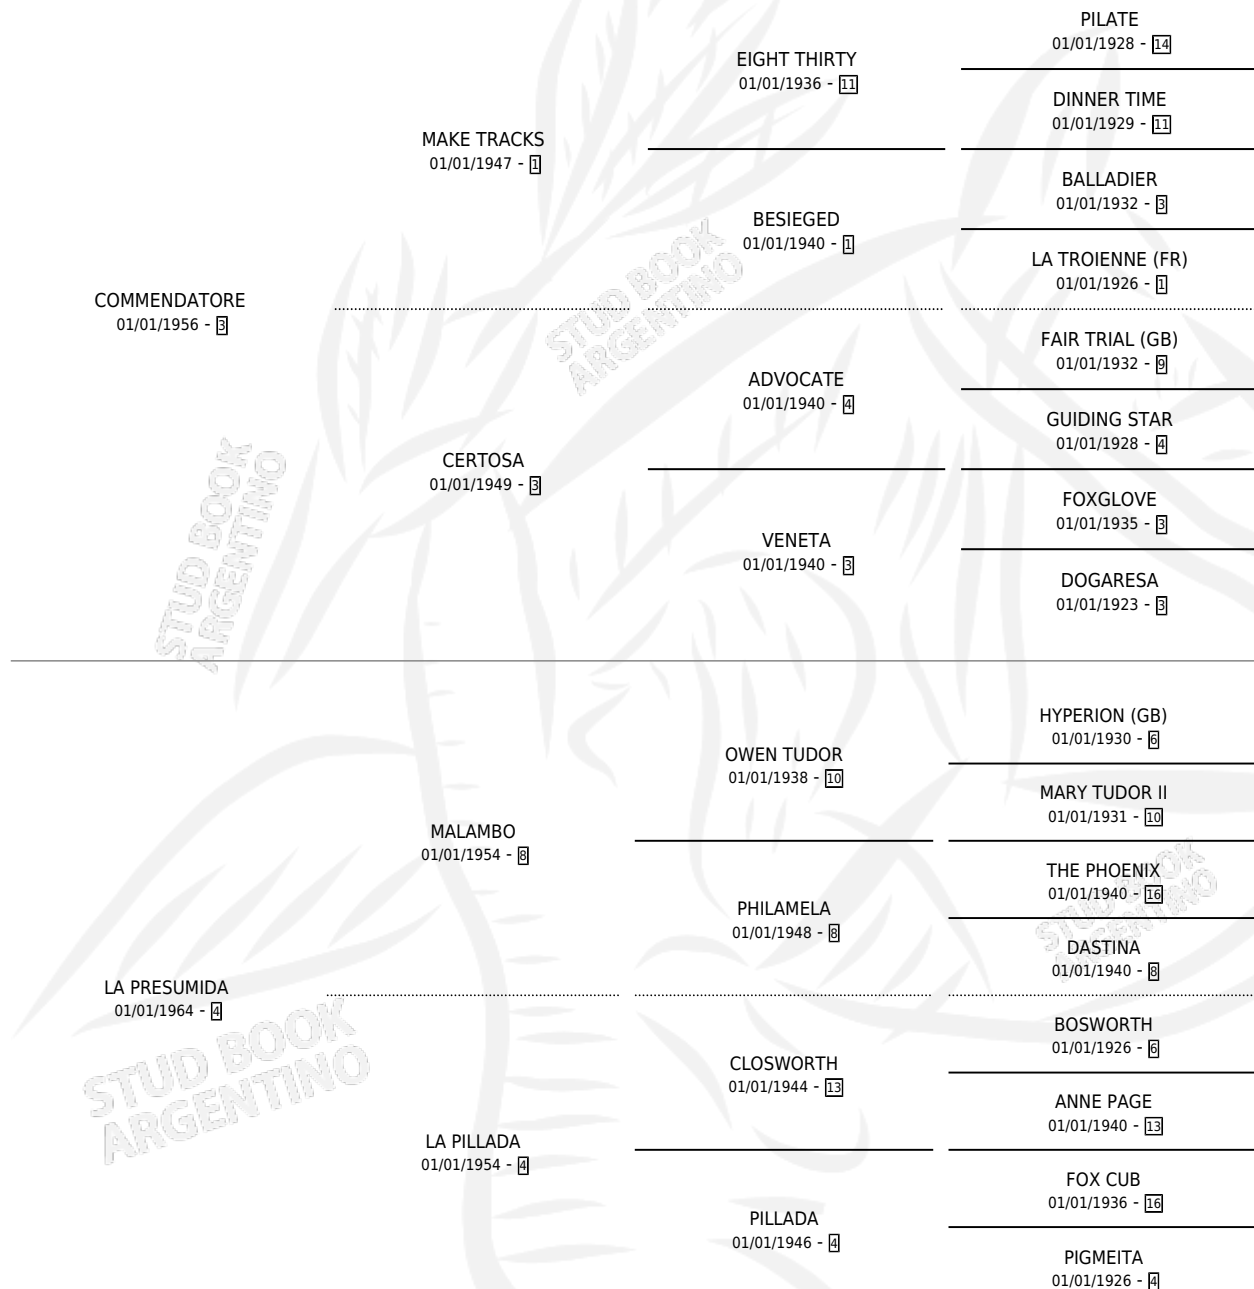 PILATE
01/01/1928 - 14
EIGHT THIRTY
01/01/1936 - 11
DINNER TIME
01/01/1929 - 11
MAKE TRACKS
01/01/1947 - 1
BALLADIER
01/01/1932 - 3
BESIEGED
01/01/1940 - 1
LA TROIENNE (FR)
01/01/1926 - 1
COMMENDATORE
01/01/1956 - 3
FAIR TRIAL (GB)
01/01/1932 - 9
ADVOCATE
01/01/1940 - 4
GUIDING STAR
01/01/1928 - 4
CERTOSA
01/01/1949 - 3
FOXGLOVE
01/01/1935 - 3
VENETA
01/01/1940 - 3
DOGARESA
01/01/1923 - 3
HYPERION (GB)
01/01/1930 - 6
OWEN TUDOR
01/01/1938 - 10
MARY TUDOR II
01/01/1931 - 10
MALAMBO
01/01/1954 - 8
THE PHOENIX
01/01/1940 - 16
PHILAMELA
01/01/1948 - 8
DASTINA
01/01/1940 - 8
LA PRESUMIDA
01/01/1964 - 4
BOSWORTH
01/01/1926 - 6
CLOSWORTH
01/01/1944 - 13
ANNE PAGE
01/01/1940 - 13
LA PILLADA
01/01/1954 - 4
FOX CUB
01/01/1936 - 16
PILLADA
01/01/1946 - 4
PIGMEITA
01/01/1926 - 4
STUD BOOK
ARGENTINO
STUD BOOK
ARGENTINO
STUD BOOK
ARGENTINO
STUD BOOK
ARGENTINO